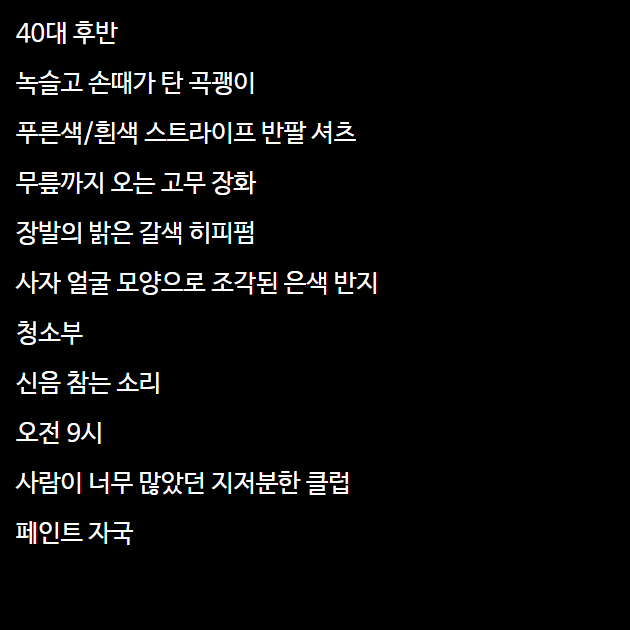 40대 후반
녹슬고 손때가 탄 곡괭이
푸른색/흰색 스트라이프 반팔 셔츠
무릎까지 오는 고무 장화
장발의 밝은 갈색 히피펌
사자 얼굴 모양으로 조각된 은색 반지
청소부
신음 참는 소리
오전 9시
사람이 너무 많았던 지저분한 클럽
페인트 자국